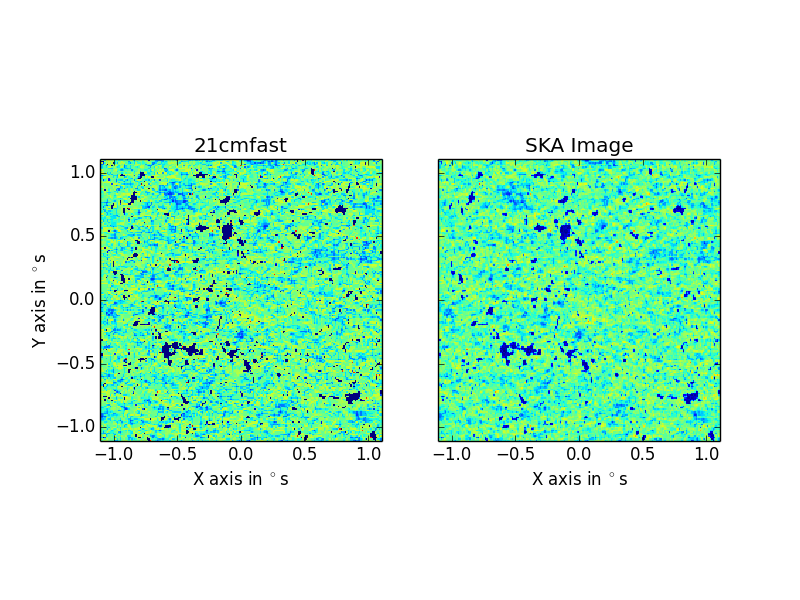 21cmfast
SKA Image
1.0
0.5
0.0
−0.5
−1.0
Y axis in °s
−1.0 −0.5 0.0 0.5 1.0
X axis in °s
−1.0 −0.5 0.0 0.5 1.0
X axis in °s